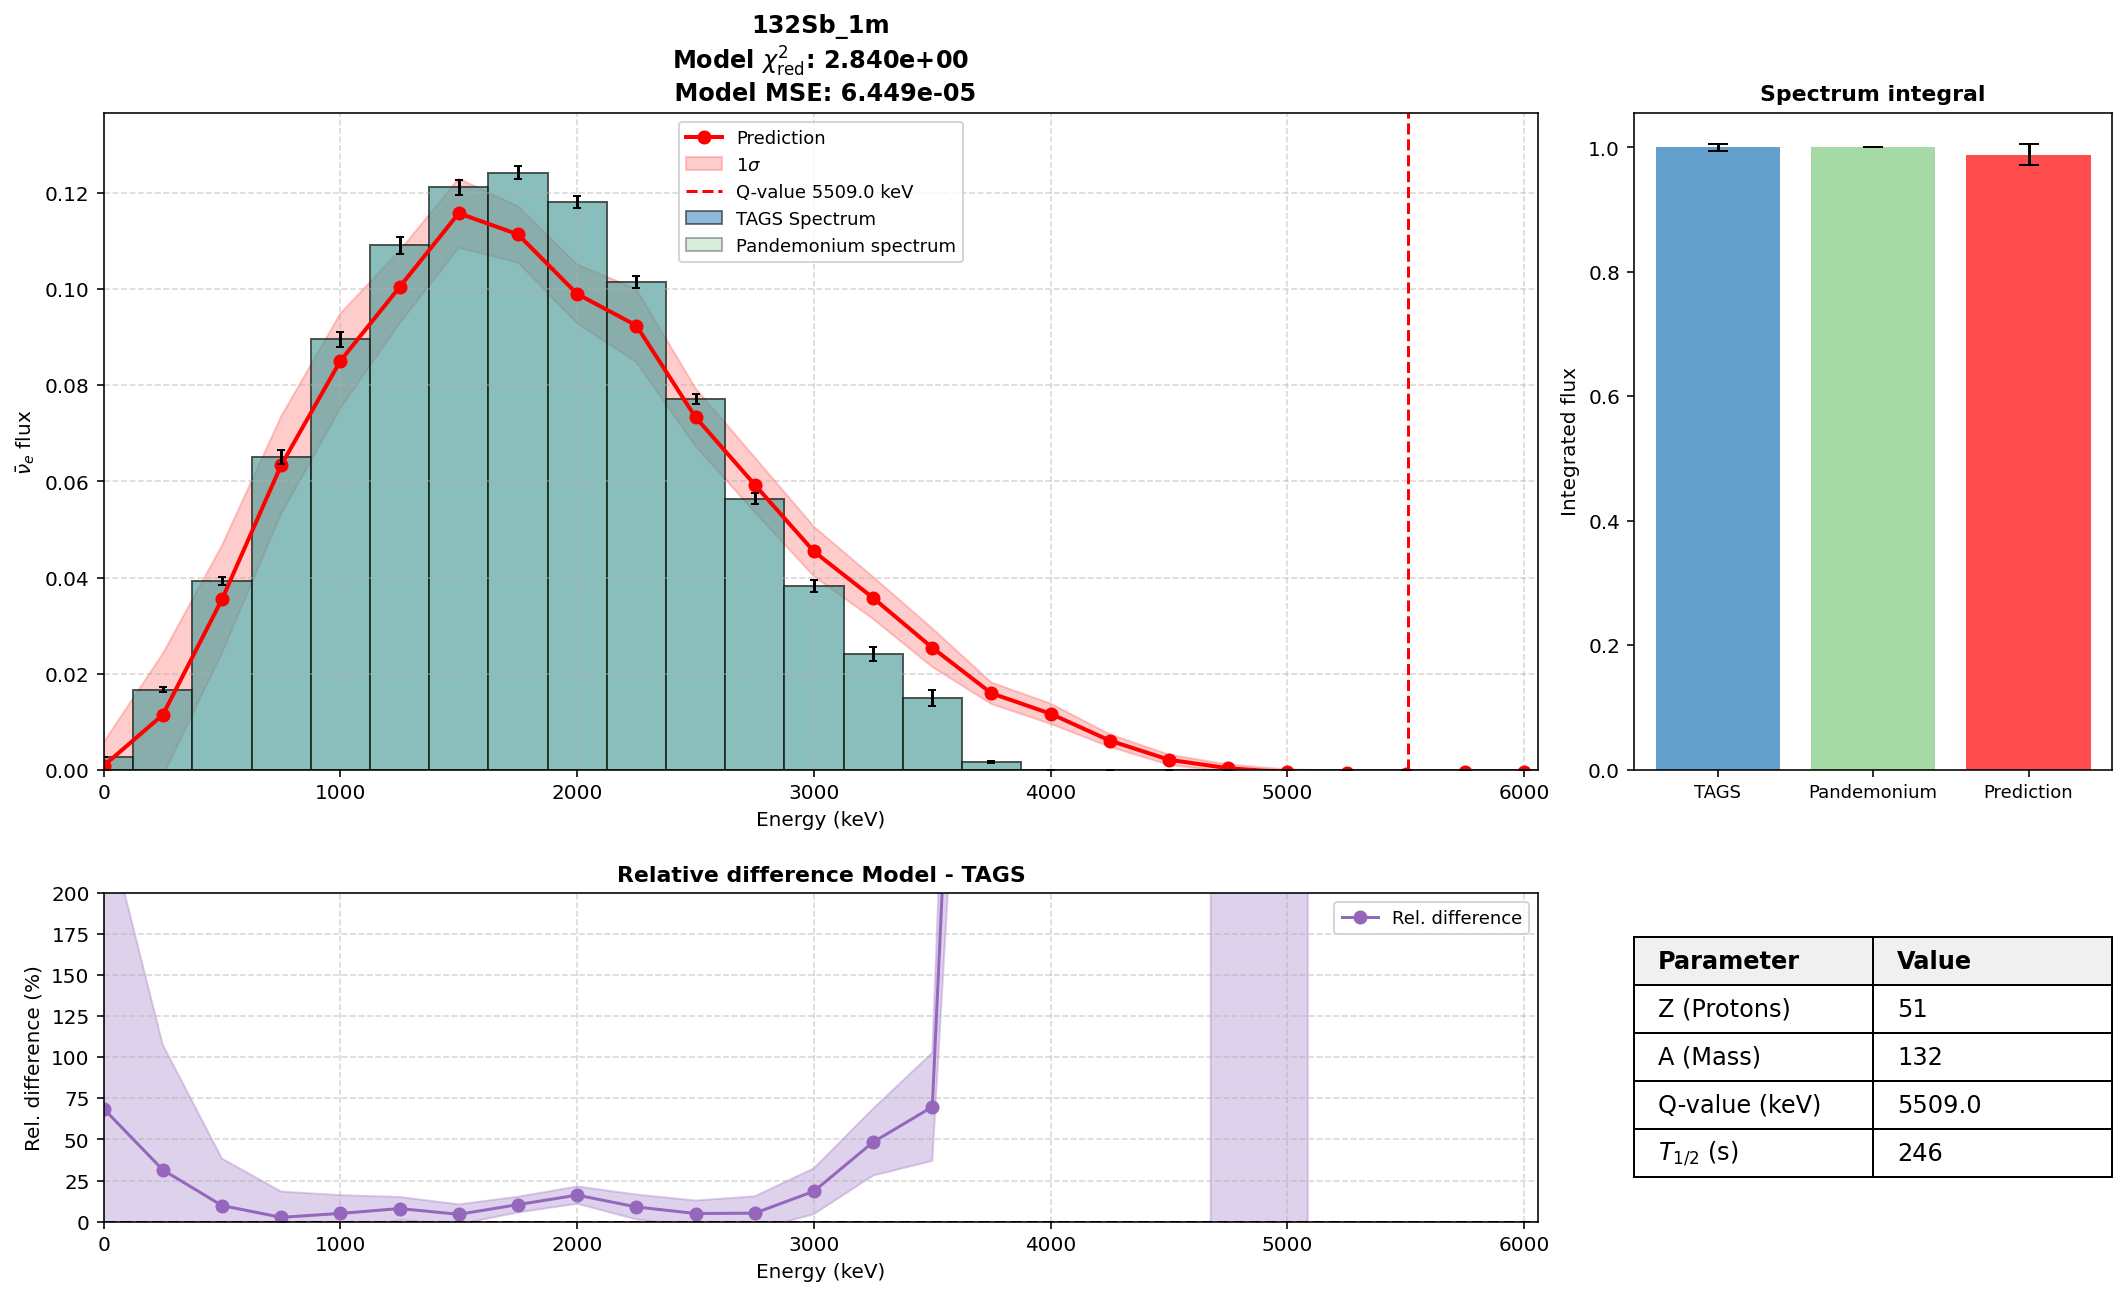 132Sb_1m
Model χ²red: 2.840e+00
Model MSE: 6.449e-05
Prediction
1σ
Q-value 5509.0 keV
TAGS Spectrum
Pandemonium spectrum
0.12
0.10
0.08
0.06
0.04
0.02
0.00
ν̄e flux
0 1000 2000 3000 4000 5000 6000
Energy (keV)
Spectrum integral
1.0
0.8
0.6
0.4
0.2
0.0
Integrated flux
TAGS Pandemonium Prediction
Relative difference Model - TAGS
Rel. difference
200
175
150
125
100
75
50
25
0
Rel. difference (%)
0 1000 2000 3000 4000 5000 6000
Energy (keV)
Parameter Value
Z (Protons) 51
A (Mass) 132
Q-value (keV) 5509.0
T1/2 (s) 246